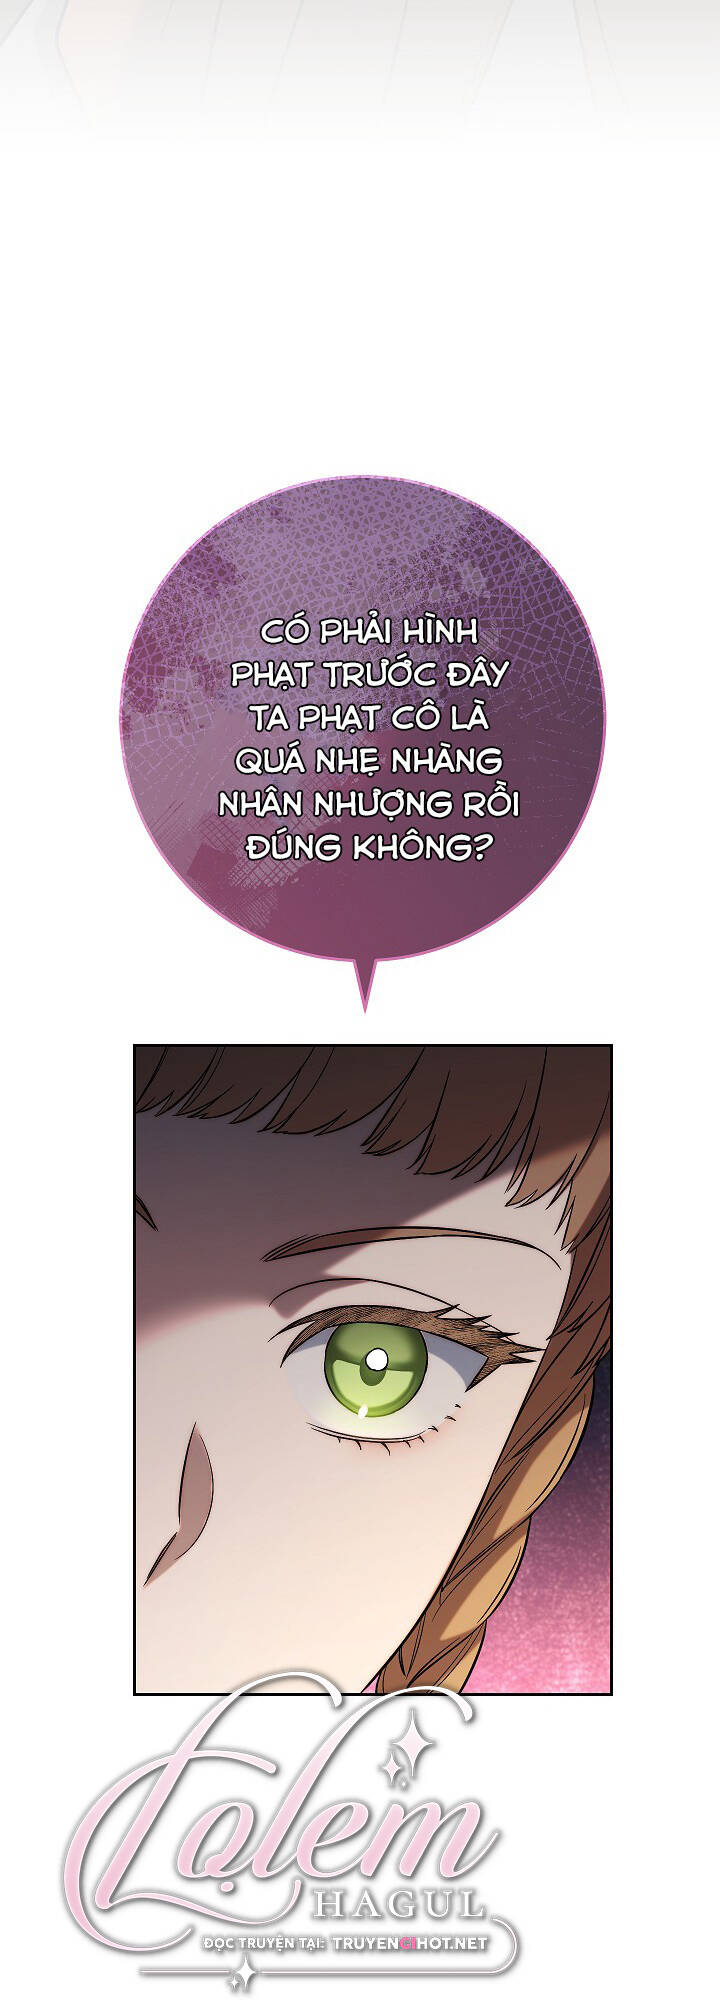 CÓ PHẢI HÌNH
PHẠT TRƯỚC ĐÂY
TA PHẠT CÔ LÀ
QUÁ NHẸ NHÀNG
NHÂN NHƯỢNG RỒI
ĐÚNG KHÔNG?
Lọlem
HAGUL
ĐỌC TRUYỆN TẠI: TRUYENGIHOT.NET